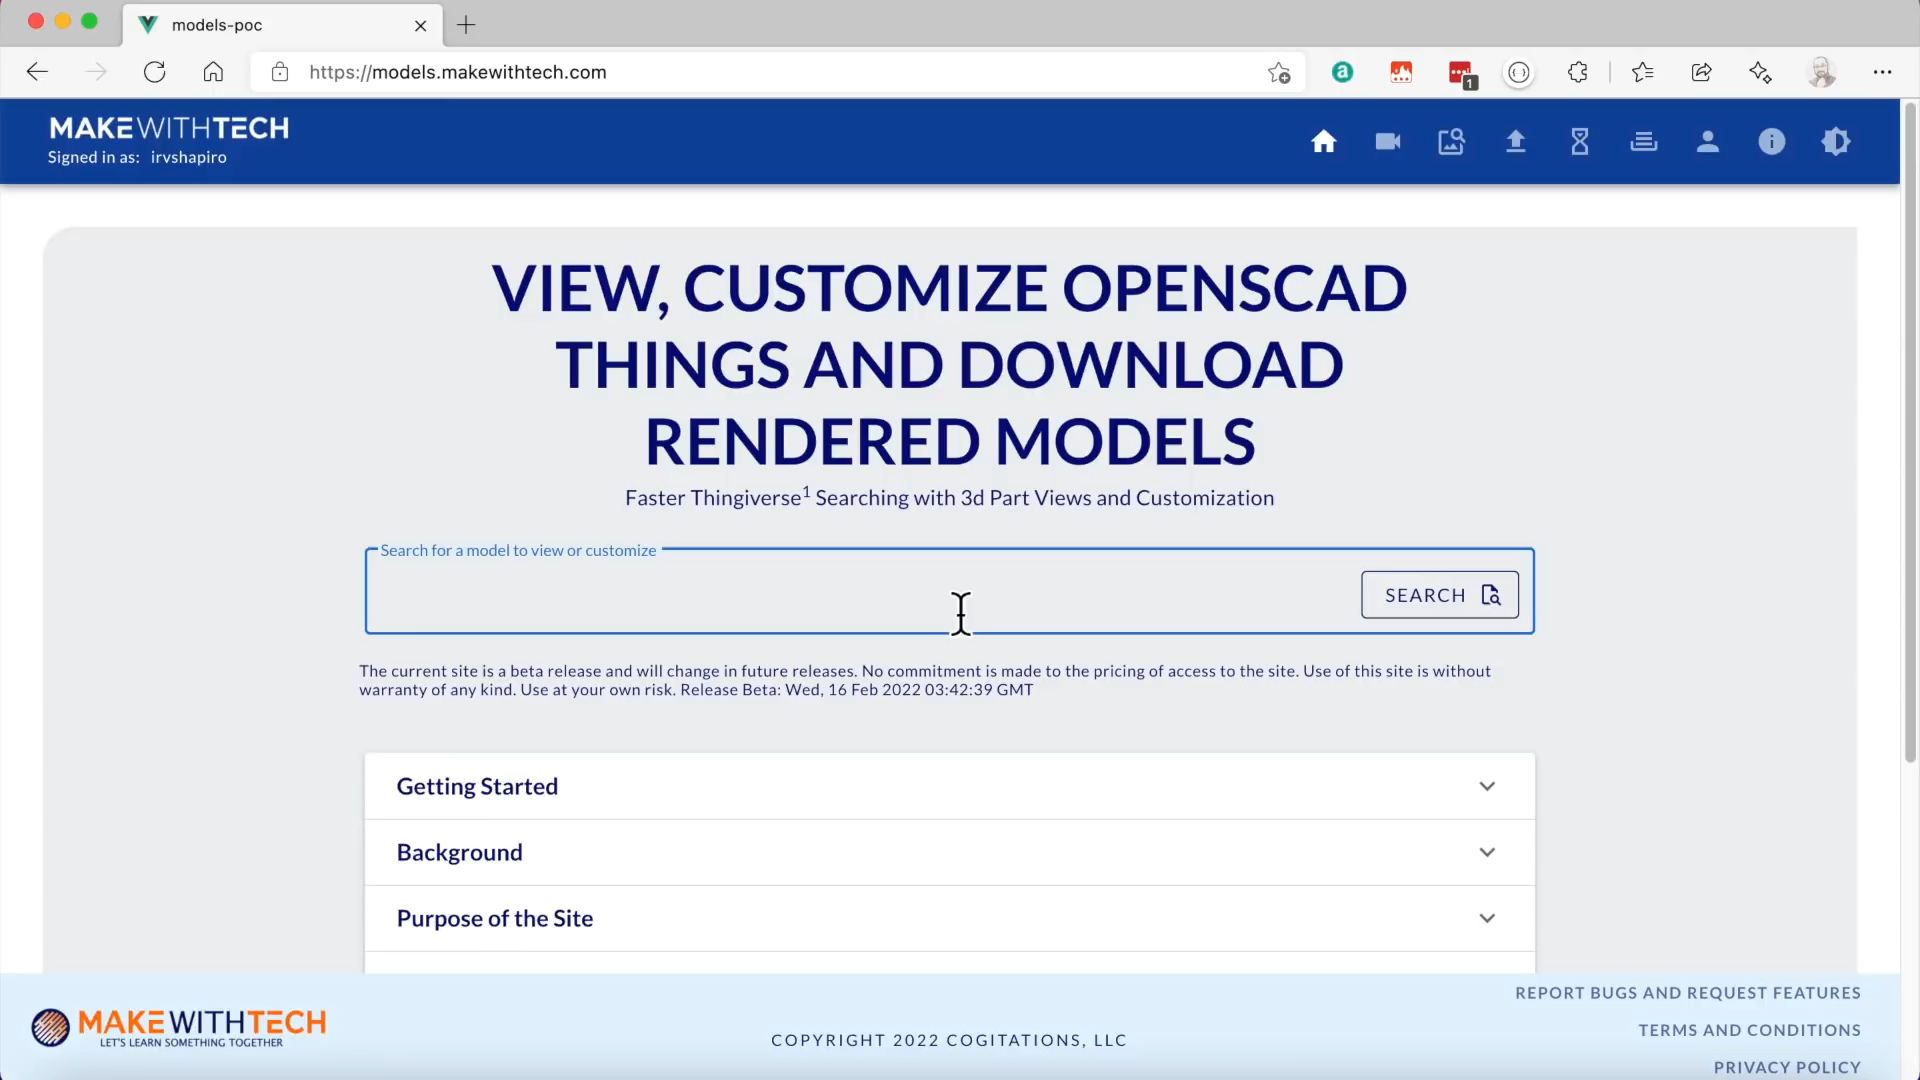 models-poc
https://models.makewithtech.com
a
1
MAKEWITHTECH
Signed in as: irvshapiro
VIEW, CUSTOMIZE OPENSCAD
THINGS AND DOWNLOAD
RENDERED MODELS
Faster Thingiverse1 Searching with 3d Part Views and Customization
Search for a model to view or customize
SEARCH
The current site is a beta release and will change in future releases. No commitment is made to the pricing of access to the site. Use of this site is without
warranty of any kind. Use at your own risk. Release Beta: Wed, 16 Feb 2022 03:42:39 GMT
Getting Started
Background
Purpose of the Site
MAKEWITHTECH
LET'S LEARN SOMETHING TOGETHER
COPYRIGHT 2022 COGITATIONS, LLC
REPORT BUGS AND REQUEST FEATURES
TERMS AND CONDITIONS
PRIVACY POLICY